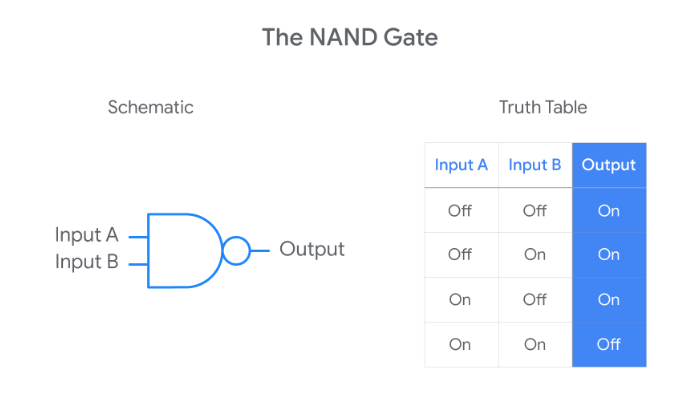 The NAND Gate
Schematic
Input A
Input B
Output
Truth Table
Input A Input B Output
Off Off On
Off On On
On Off On
On On Off